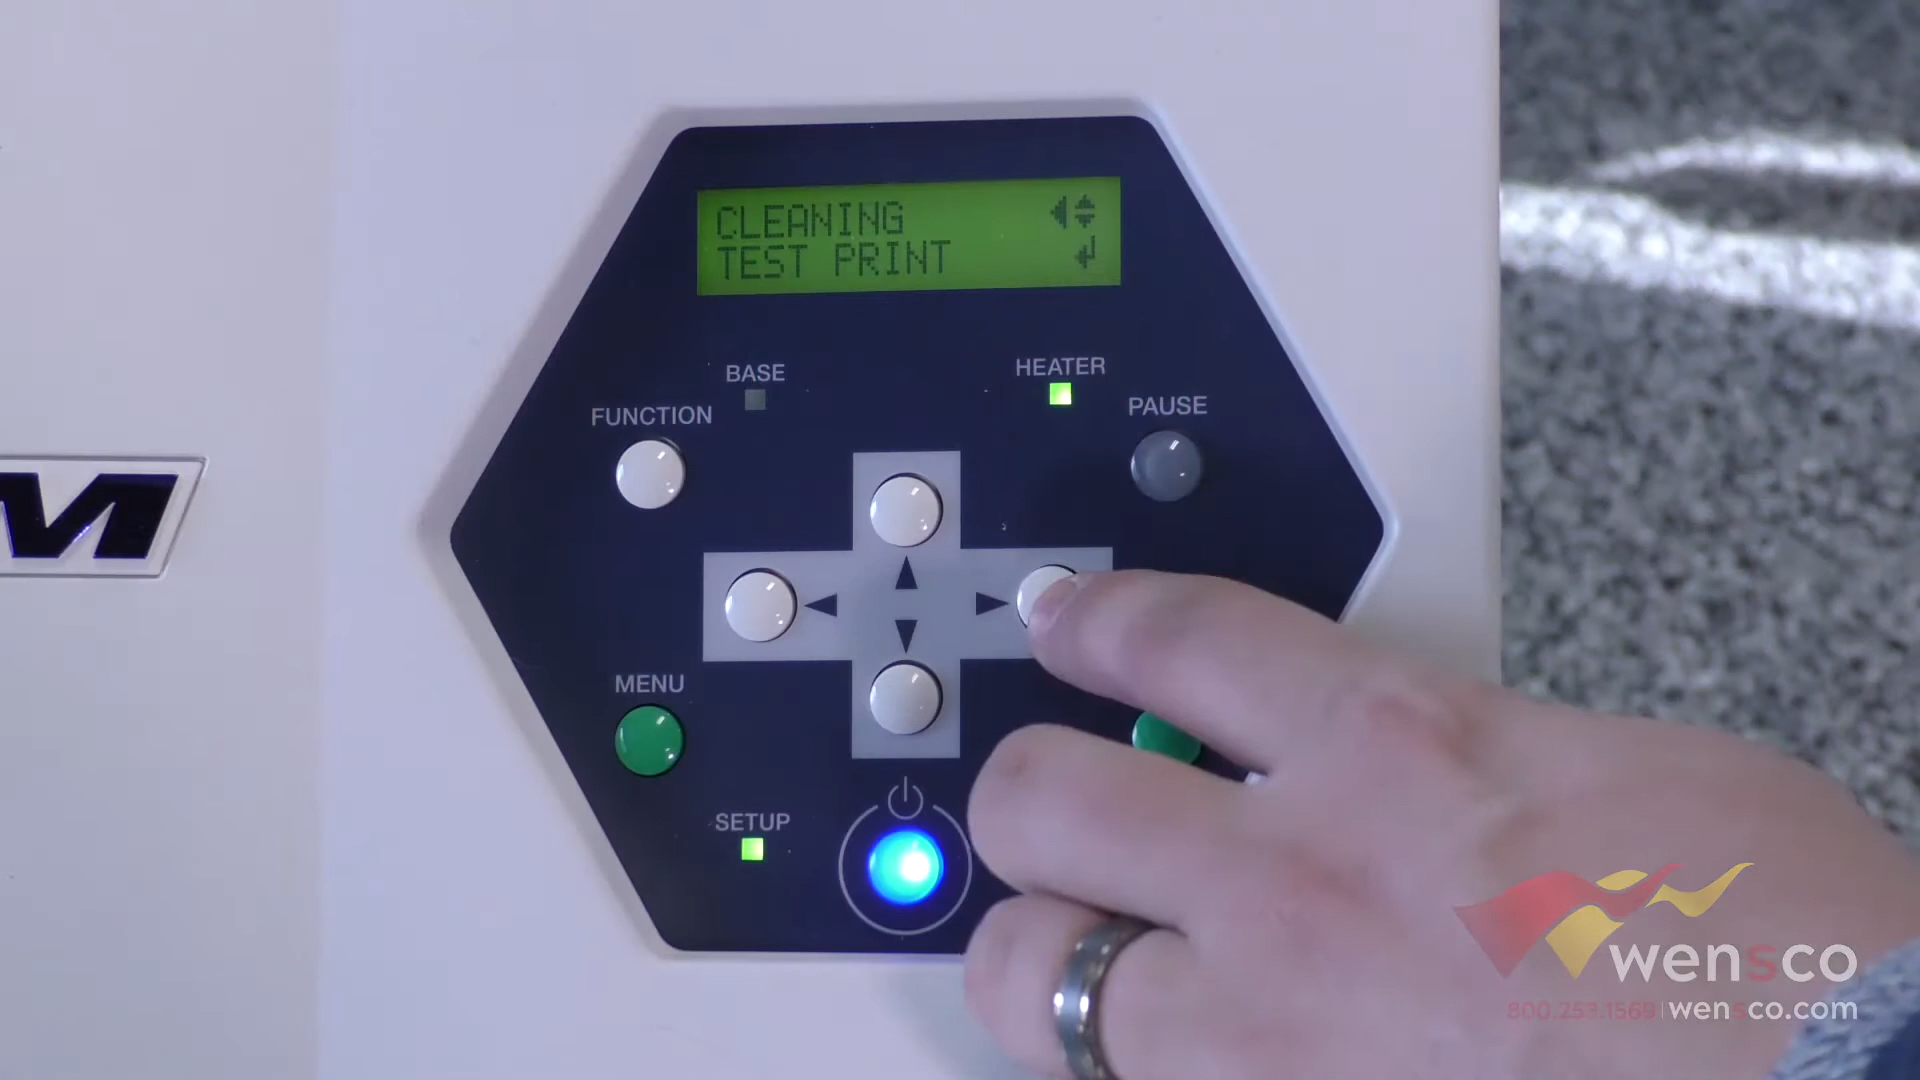 CLEANING
TEST PRINT
BASE
HEATER
FUNCTION
PAUSE
MENU
SETUP
M
wensco
800.253.1569 | wensco.com